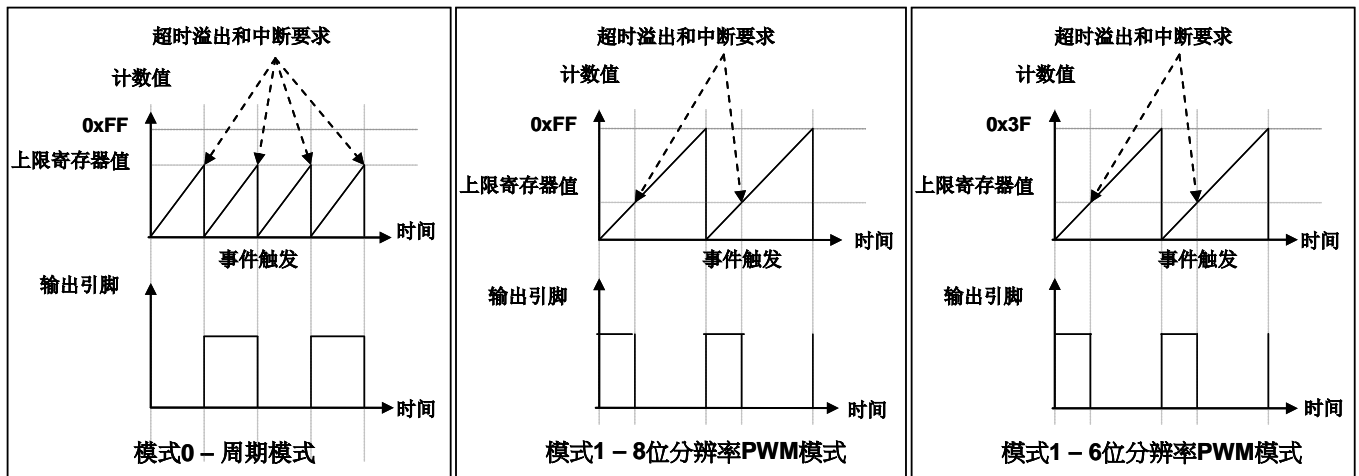 超时溢出和中断要求
计数值
0xFF
上限寄存器值
时间
事件触发
输出引脚
时间
模式0 – 周期模式
超时溢出和中断要求
计数值
0xFF
上限寄存器值
时间
事件触发
输出引脚
时间
模式1 – 8位分辨率PWM模式
超时溢出和中断要求
计数值
0x3F
上限寄存器值
时间
事件触发
输出引脚
时间
模式1 – 6位分辨率PWM模式